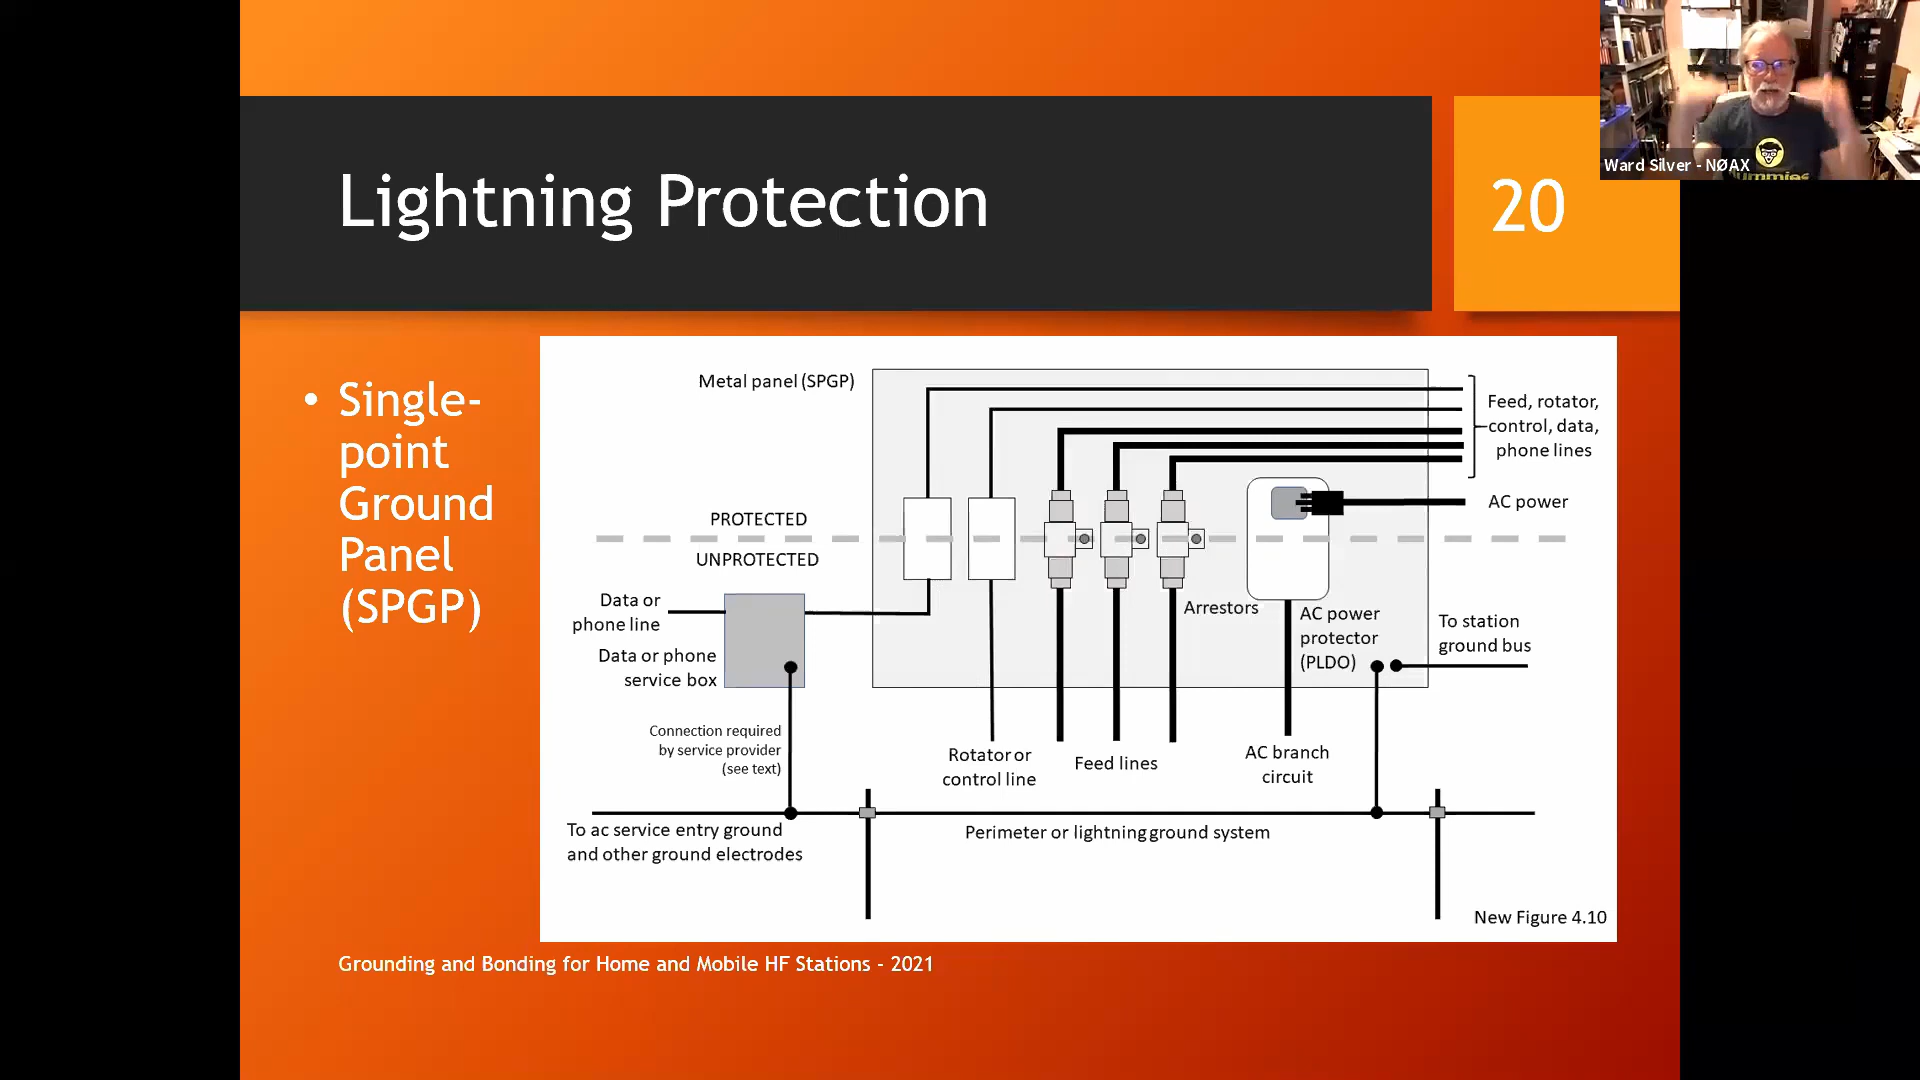 Lightning Protection
20
Ward Silver - NØAX
• Single-
point
Ground
Panel
(SPGP)
Metal panel (SPGP)
Feed, rotator,
control, data,
phone lines
AC power
PROTECTED
UNPROTECTED
Data or
phone line
Data or phone
service box
Arrestors
AC power
protector
(PLDO)
To station
ground bus
Connection required
by service provider
(see text)
Rotator or
control line
Feed lines
AC branch
circuit
To ac service entry ground
and other ground electrodes
Perimeter or lightning ground system
New Figure 4.10
Grounding and Bonding for Home and Mobile HF Stations - 2021